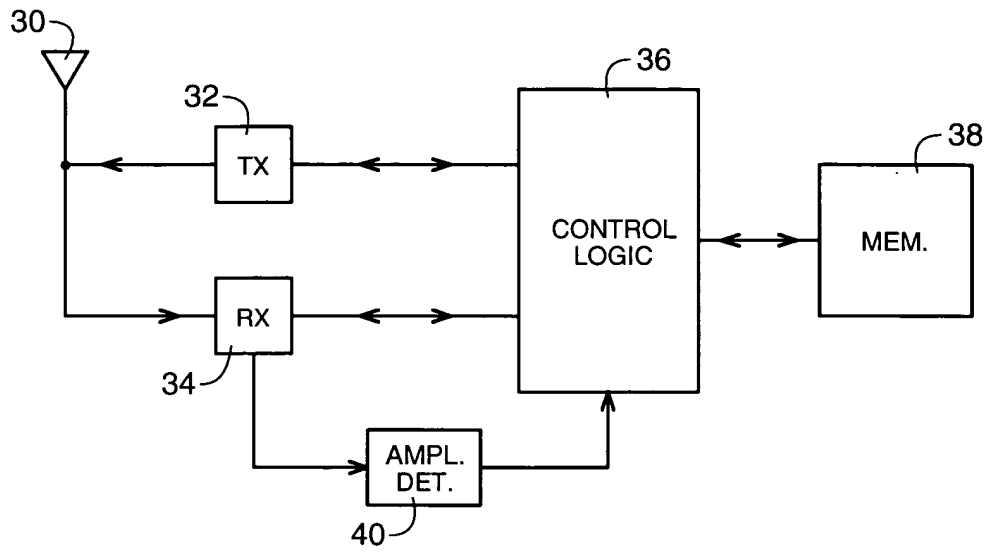 30
32
TX
36
CONTROL
LOGIC
38
MEM.
RX
34
AMPL.
DET.
40